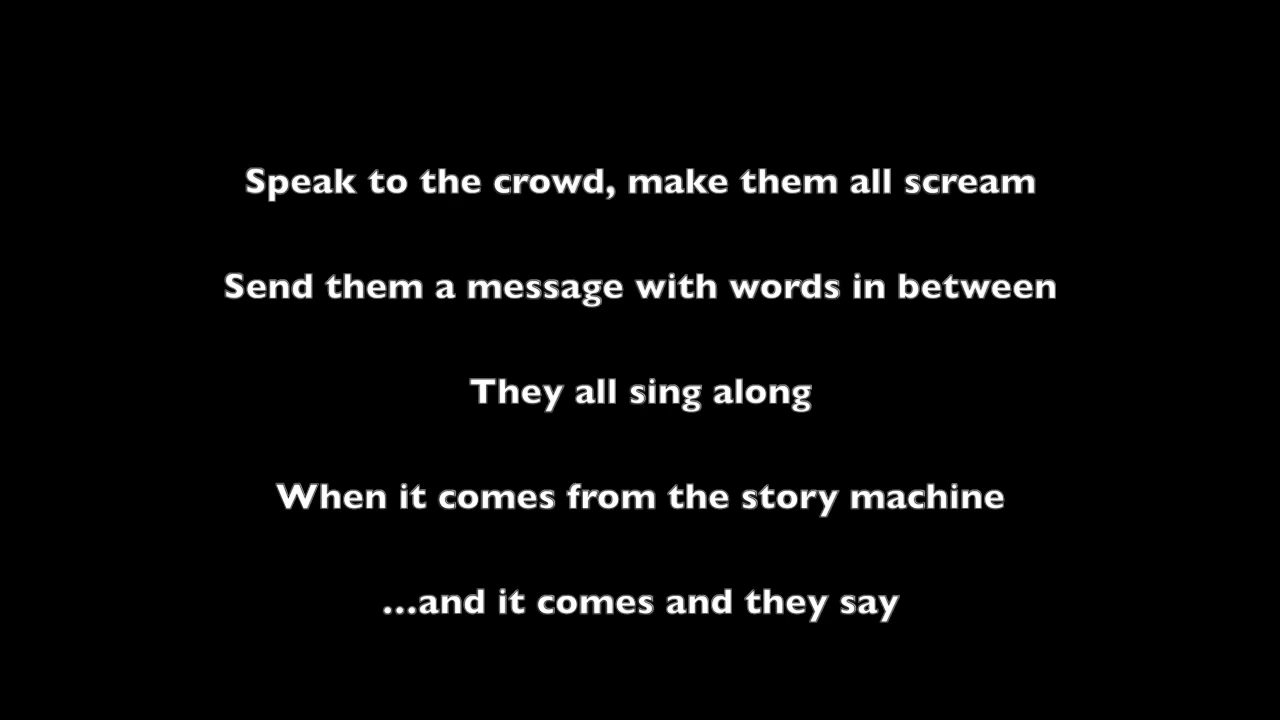 Speak to the crowd, make them all scream
Send them a message with words in between
They all sing along
When it comes from the story machine
...and it comes and they say